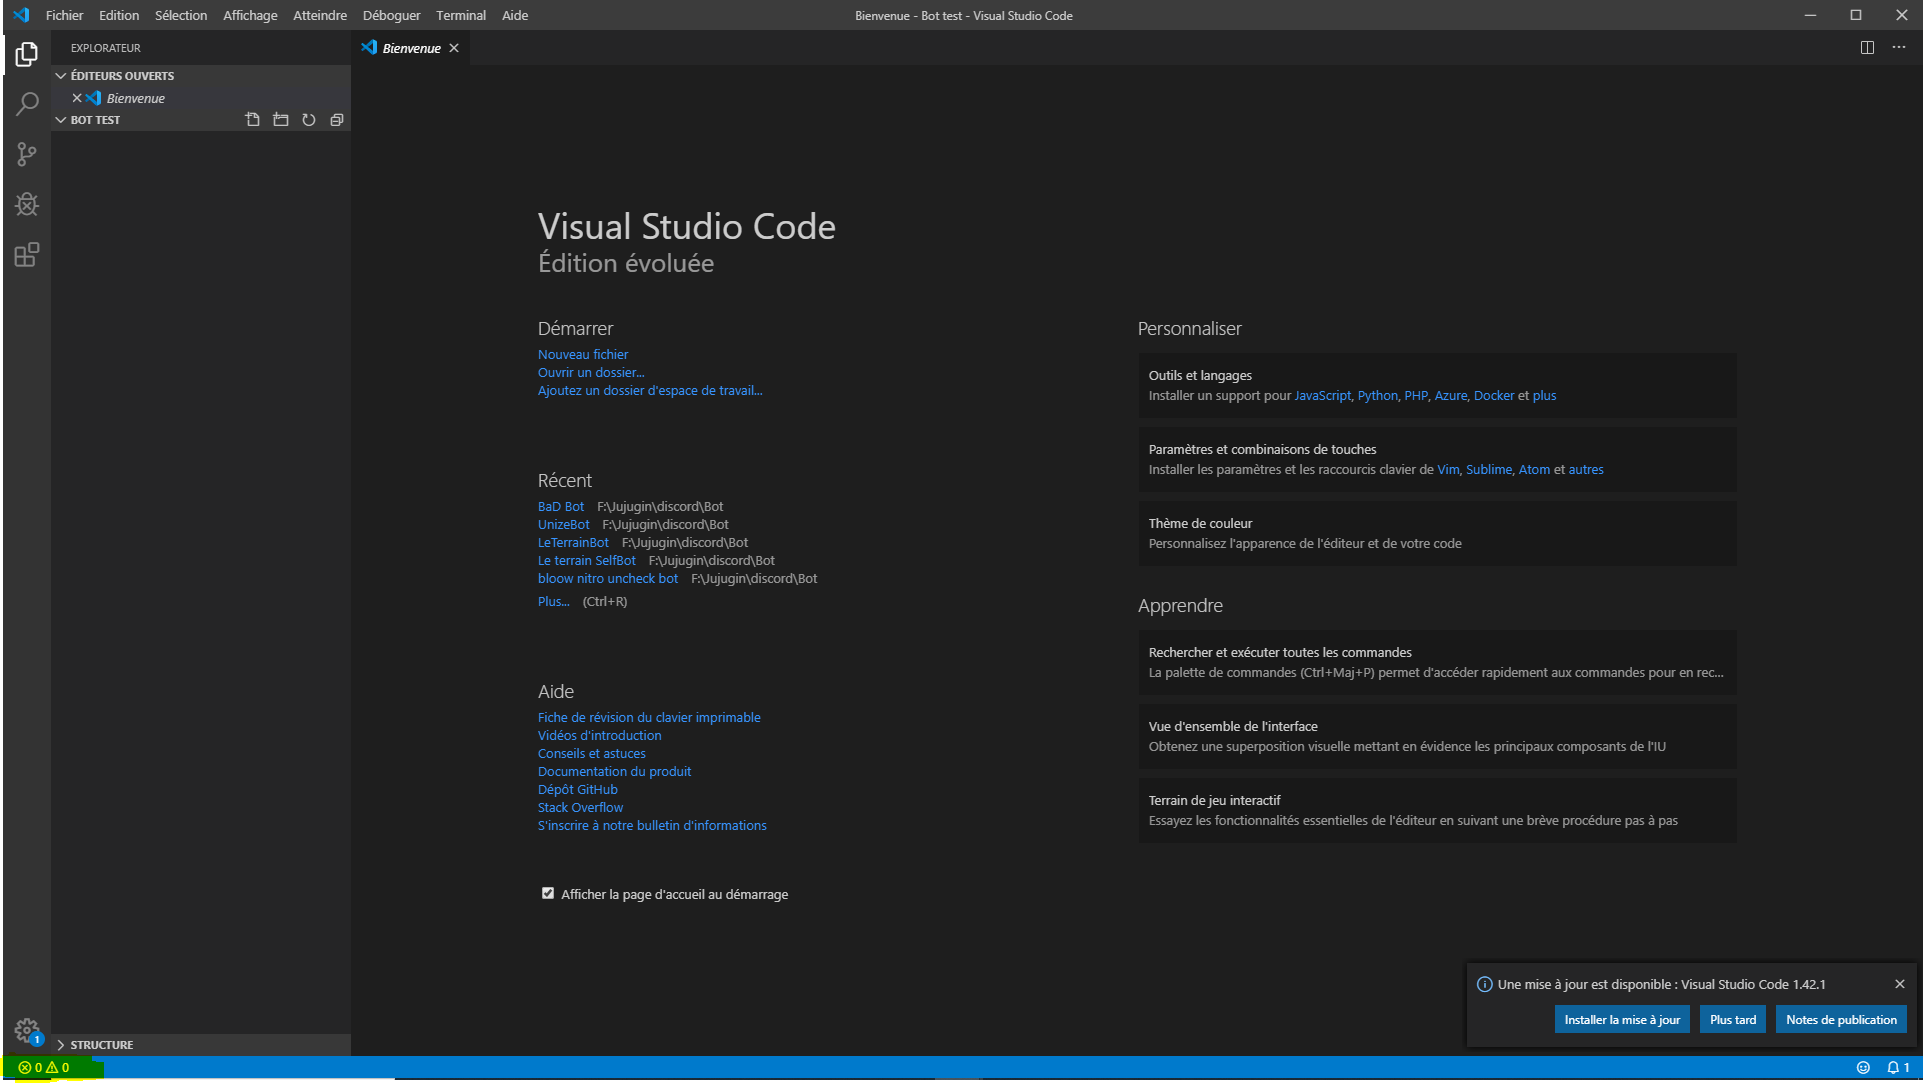 Fichier Edition Sélection Affichage Atteindre Déboguer Terminal Aide
Bienvenue - Bot test - Visual Studio Code
EXPLORATEUR
ÉDITEURS OUVERTS
Bienvenue
BOT TEST
STRUCTURE
Bienvenue
Visual Studio Code
Édition évoluée
Démarrer
Nouveau fichier
Ouvrir un dossier...
Ajoutez un dossier d'espace de travail...
Récent
BaD Bot F:\Jujugin\discord\Bot
UnizeBot F:\Jujugin\discord\Bot
LeTerrainBot F:\Jujugin\discord\Bot
Le terrain SelfBot F:\Jujugin\discord\Bot
bloow nitro uncheck bot F:\Jujugin\discord\Bot
Plus... (Ctrl+R)
Aide
Fiche de révision du clavier imprimable
Vidéos d'introduction
Conseils et astuces
Documentation du produit
Dépôt GitHub
Stack Overflow
S'inscrire à notre bulletin d'informations
Afficher la page d'accueil au démarrage
Personnaliser
Outils et langages
Installer un support pour JavaScript, Python, PHP, Azure, Docker et plus
Paramètres et combinaisons de touches
Installer les paramètres et les raccourcis clavier de Vim, Sublime, Atom et autres
Thème de couleur
Personnalisez l'apparence de l'éditeur et de votre code
Apprendre
Rechercher et exécuter toutes les commandes
La palette de commandes (Ctrl+Maj+P) permet d'accéder rapidement aux commandes pour en rec...
Vue d'ensemble de l'interface
Obtenez une superposition visuelle mettant en évidence les principaux composants de l'IU
Terrain de jeu interactif
Essayez les fonctionnalités essentielles de l'éditeur en suivant une brève procédure pas à pas
Une mise à jour est disponible : Visual Studio Code 1.42.1
Installer la mise à jour Plus tard Notes de publication
1
0 0
1